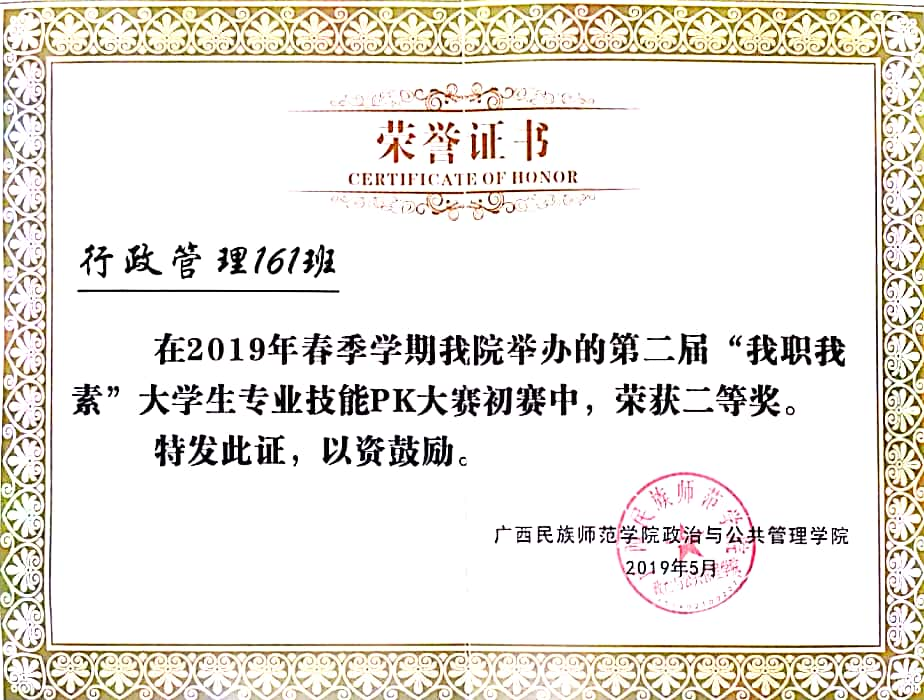 荣誉证书
CERTIFICATE OF HONOR
行政管理161班
在2019年春季学期我院举办的第二届“我职我
素”大学生专业技能PK大赛初赛中，荣获二等奖。
特发此证，以资鼓励。
广西民族师范学院政治与公共管理学院
2019年5月